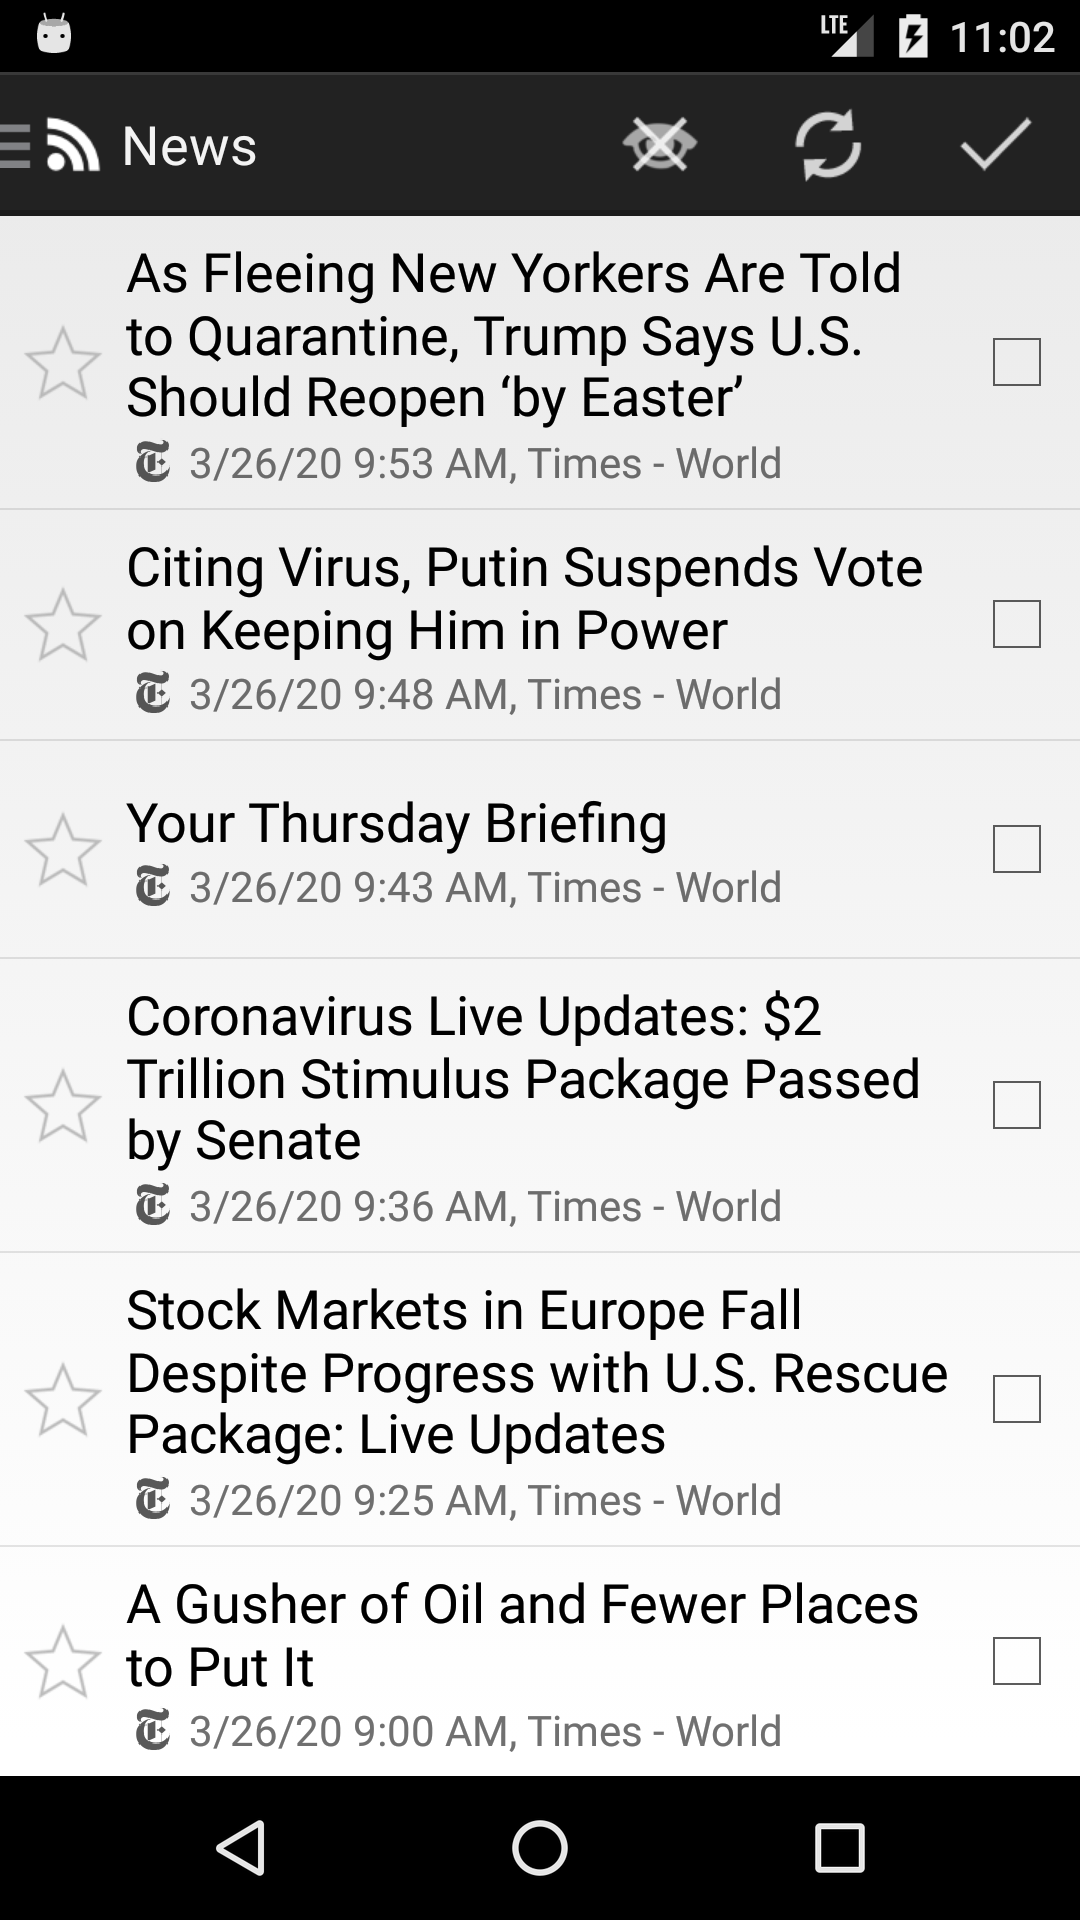 LTE 11:02
News
As Fleeing New Yorkers Are Told
to Quarantine, Trump Says U.S.
Should Reopen ‘by Easter’
T 3/26/20 9:53 AM, Times - World
Citing Virus, Putin Suspends Vote
on Keeping Him in Power
T 3/26/20 9:48 AM, Times - World
Your Thursday Briefing
T 3/26/20 9:43 AM, Times - World
Coronavirus Live Updates: $2
Trillion Stimulus Package Passed
by Senate
T 3/26/20 9:36 AM, Times - World
Stock Markets in Europe Fall
Despite Progress with U.S. Rescue
Package: Live Updates
T 3/26/20 9:25 AM, Times - World
A Gusher of Oil and Fewer Places
to Put It
T 3/26/20 9:00 AM, Times - World